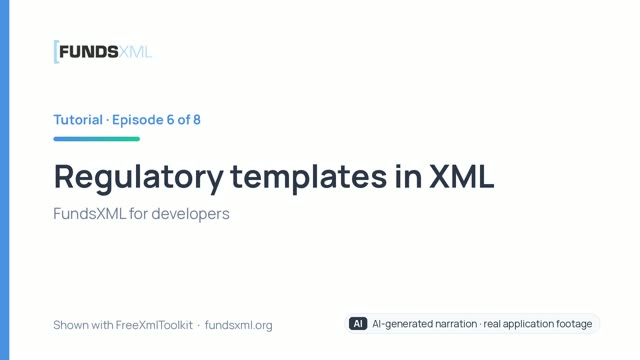 [FUNDSXML
Tutorial · Episode 6 of 8
Regulatory templates in XML
FundsXML for developers
Shown with FreeXmlToolkit · fundsxml.org
AI AI-generated narration · real application footage